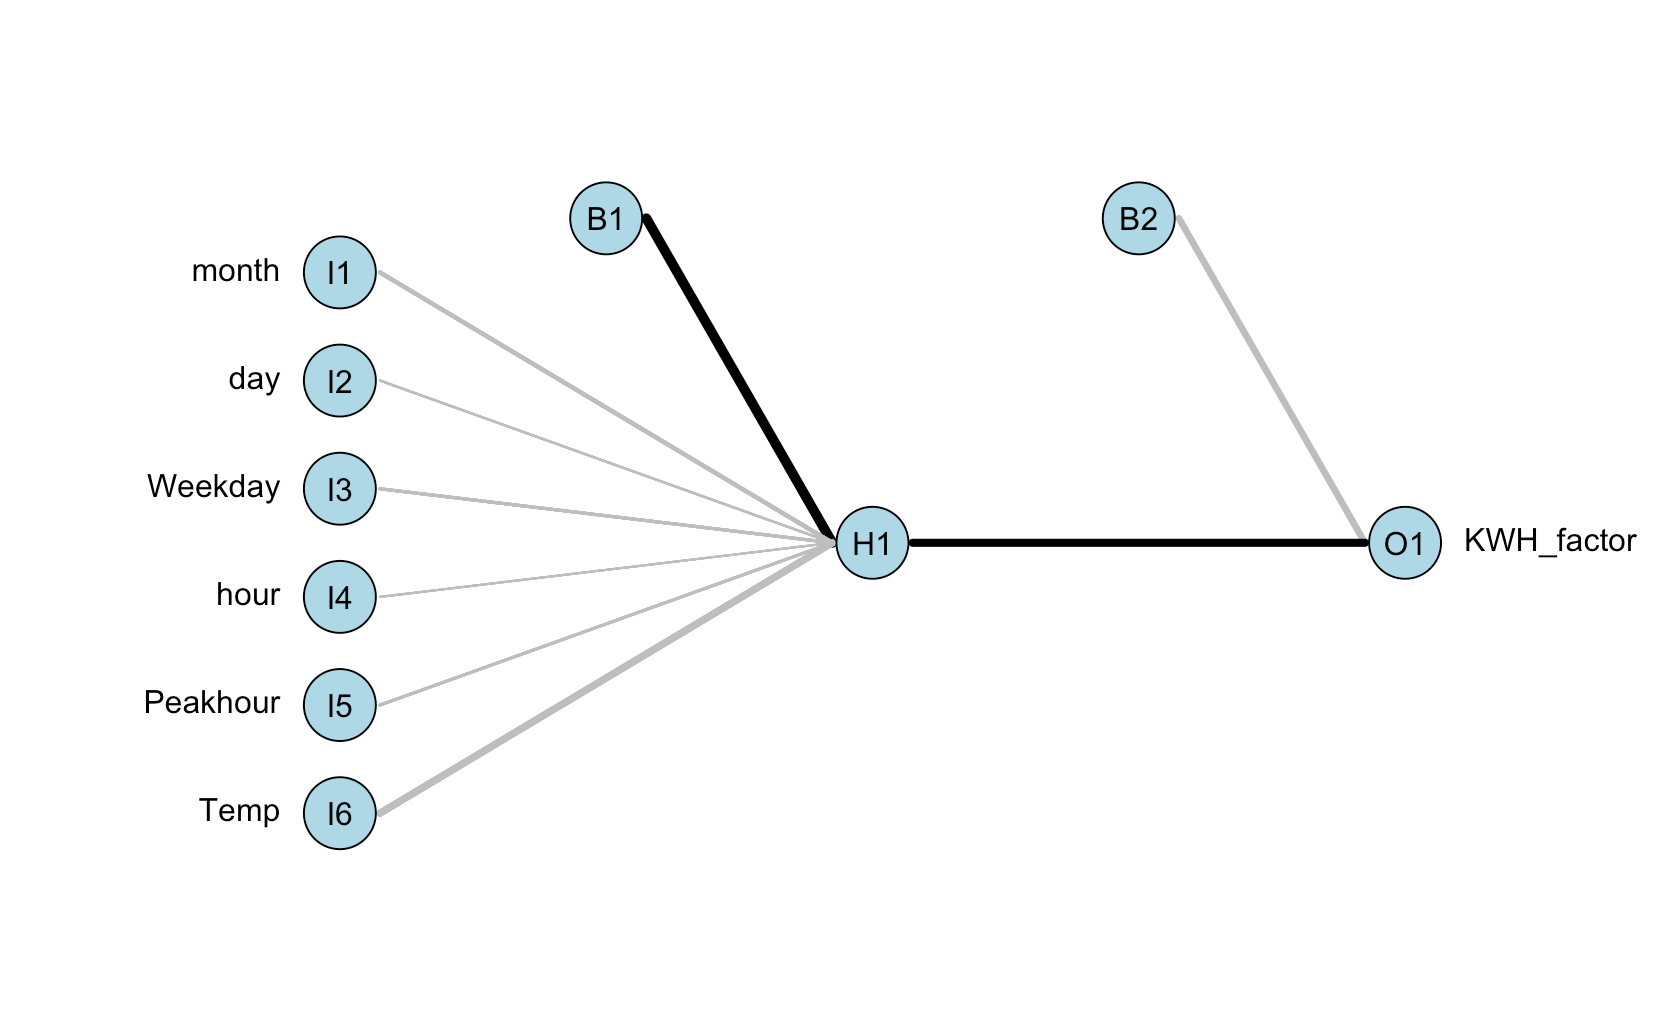 B1
B2
month I1
day I2
Weekday I3
hour I4
H1
O1 KWH_factor
Peakhour I5
Temp I6